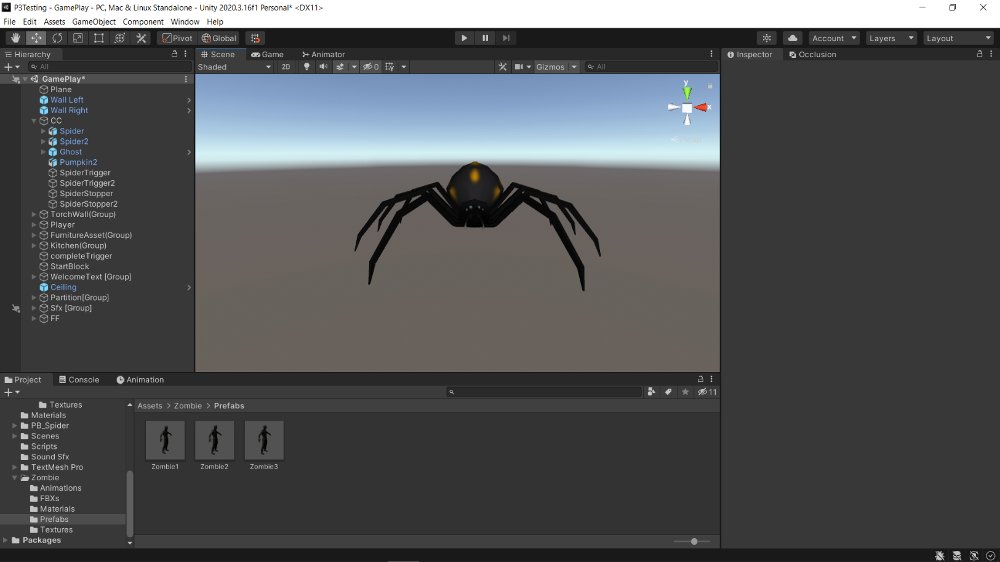 P3Testing - GamePlay - PC, Mac & Linux Standalone - Unity 2020.3.16f1 Personal* <DX11>
File Edit Assets GameObject Component Window Help
Pivot Global Account Layers Layout
Hierarchy
All
GamePlay*
Plane
Wall Left
Wall Right
CC
Spider
Spider2
Ghost
Pumpkin2
SpiderTrigger
SpiderTrigger2
SpiderStopper
SpiderStopper2
TorchWall(Group)
Player
FurnitureAsset(Group)
Kitchen(Group)
completeTrigger
StartBlock
WelcomeText [Group]
Ceiling
Partition[Group]
Sfx [Group]
FF
Scene Game Animator
Shaded 2D 0 Gizmos All
y
x
Persp
Inspector Occlusion
Project Console Animation
11
Textures
Materials
PB_Spider
Scenes
Scripts
Sound Sfx
TextMesh Pro
Zombie
Animations
FBXs
Materials
Prefabs
Textures
Packages
Assets > Zombie > Prefabs
Zombie1 Zombie2 Zombie3